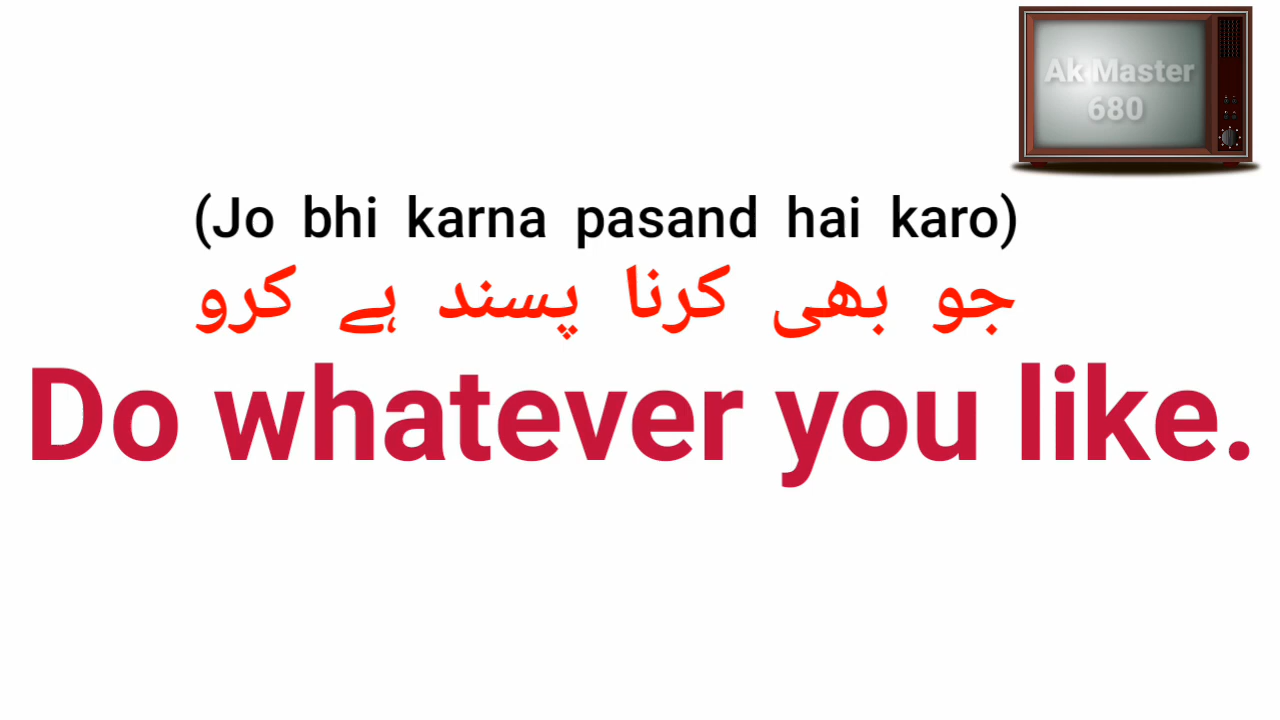 Ak Master
680
(Jo bhi karna pasand hai karo)
جو بھی کرنا پسند ہے کرو
Do whatever you like.